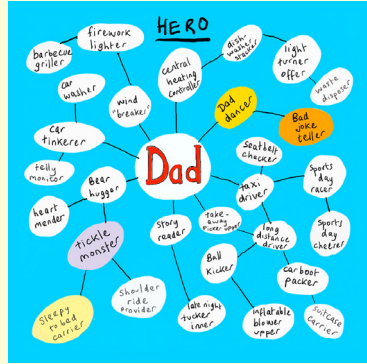 HERO
firework
lighter
barbecue
griller
dish-
washer
stacker
light
turner
offer
central
heating
controller
waste
disposer
car
washer
wind
"breaker"
Dad
dancer
Bad
joke
teller
car
tinkerer
telly
monitor
Dad
Seatbelt
checker
Sports
day
racer
Bear
hugger
taxi
driver
heart
mender
tickle
monster
story
reader
take-
away
picker upper
long
distance
driver
Sports
day
cheerer
Ball
kicker
car boot
packer
Shoulder
ride
provider
Sleepy
to bed
carrier
late night
tucker
inner
inflatable
blower
upper
suitcase
carrier